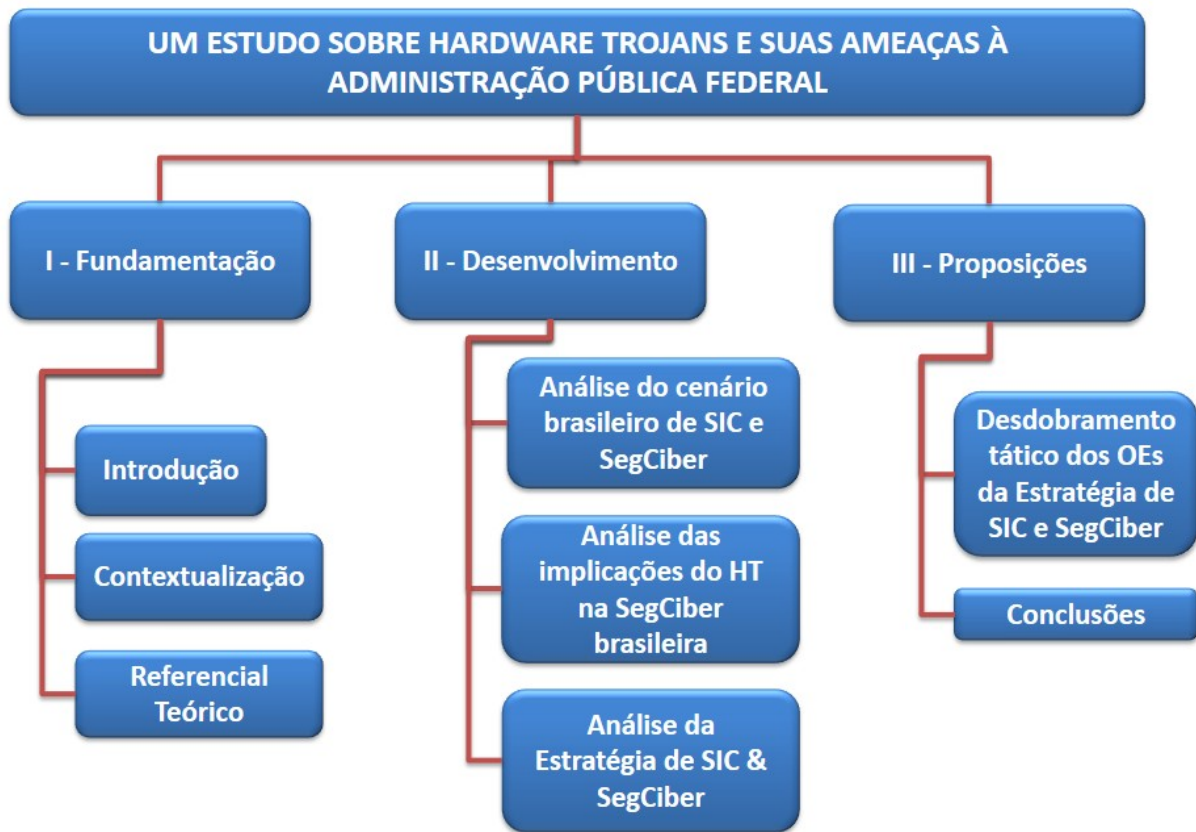 UM ESTUDO SOBRE HARDWARE TROJANS E SUAS AMEAÇAS À
ADMINISTRAÇÃO PÚBLICA FEDERAL
I - Fundamentação
Introdução
Contextualização
Referencial
Teórico
II - Desenvolvimento
Análise do cenário
brasileiro de SIC e
SegCiber
Análise das
implicações do HT
na SegCiber
brasileira
Análise da
Estratégia de SIC &
SegCiber
III - Proposições
Desdobramento
tático dos OEs
da Estratégia de
SIC e SegCiber
Conclusões